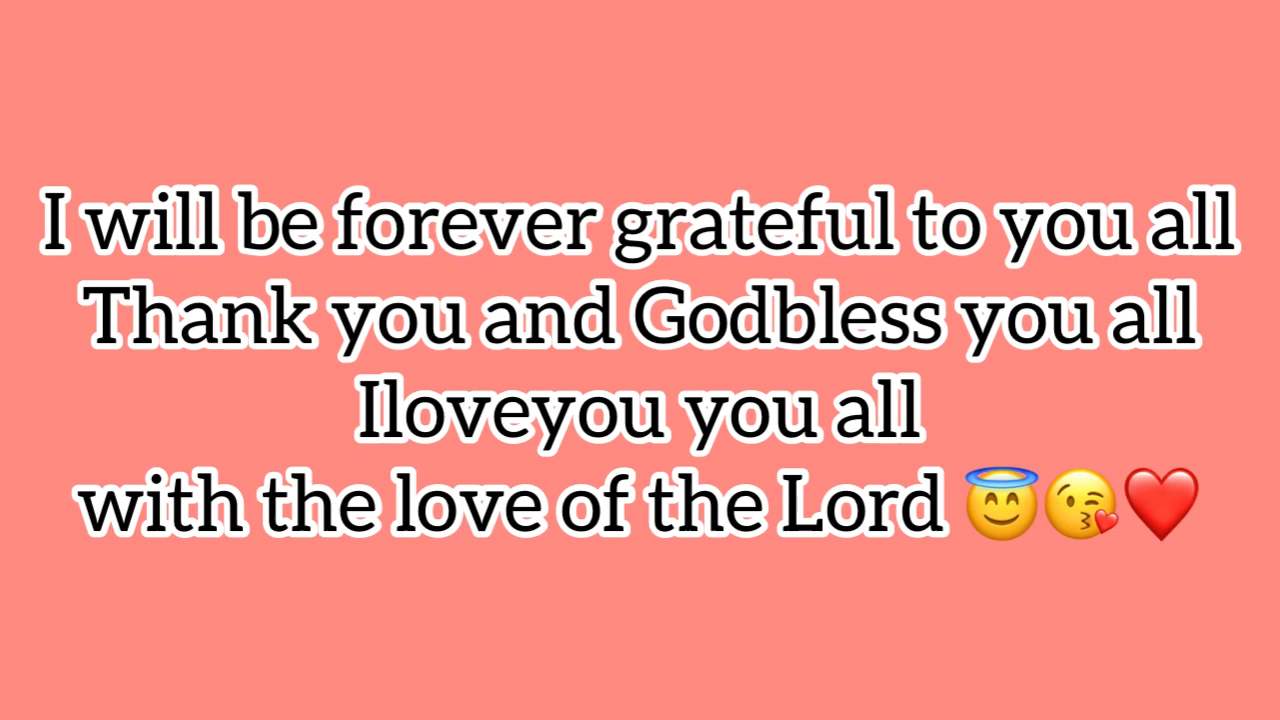 I will be forever grateful to you all
Thank you and Godbless you all
Iloveyou you all
with the love of the Lord 😇😘❤️